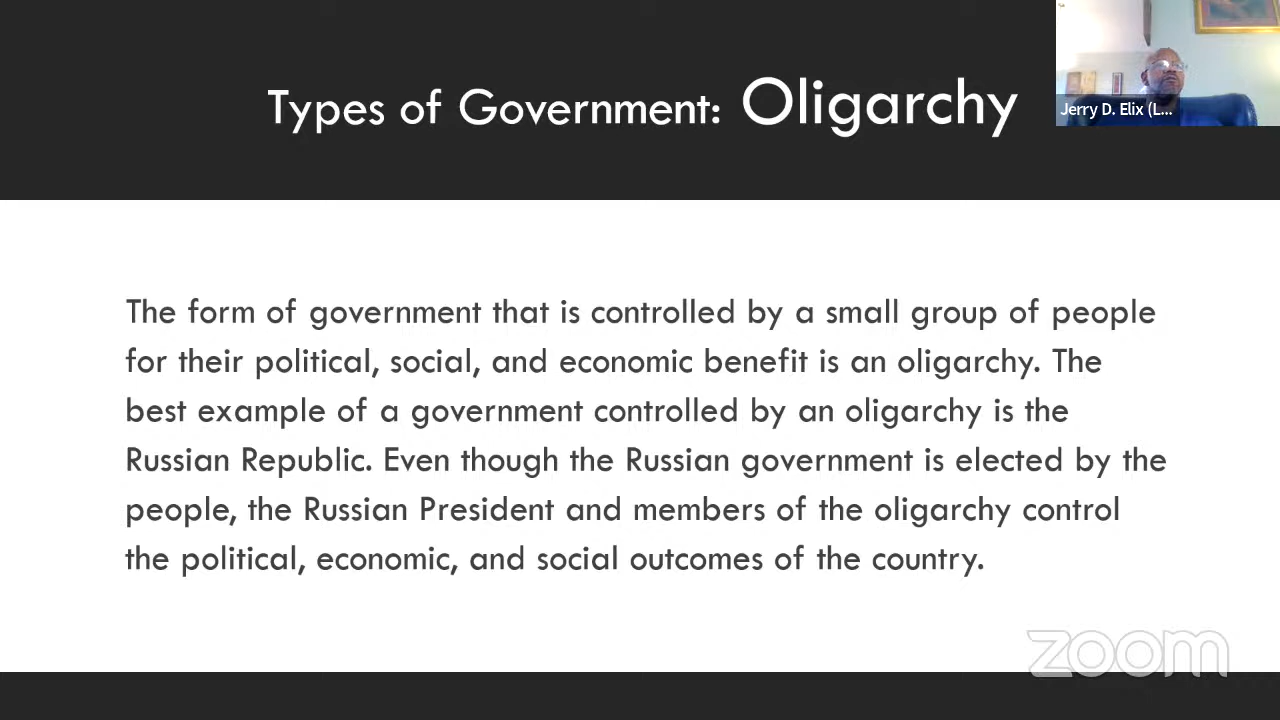 Types of Government: Oligarchy
Jerry D. Elix (L...
The form of government that is controlled by a small group of people
for their political, social, and economic benefit is an oligarchy. The
best example of a government controlled by an oligarchy is the
Russian Republic. Even though the Russian government is elected by the
people, the Russian President and members of the oligarchy control
the political, economic, and social outcomes of the country.
zoom